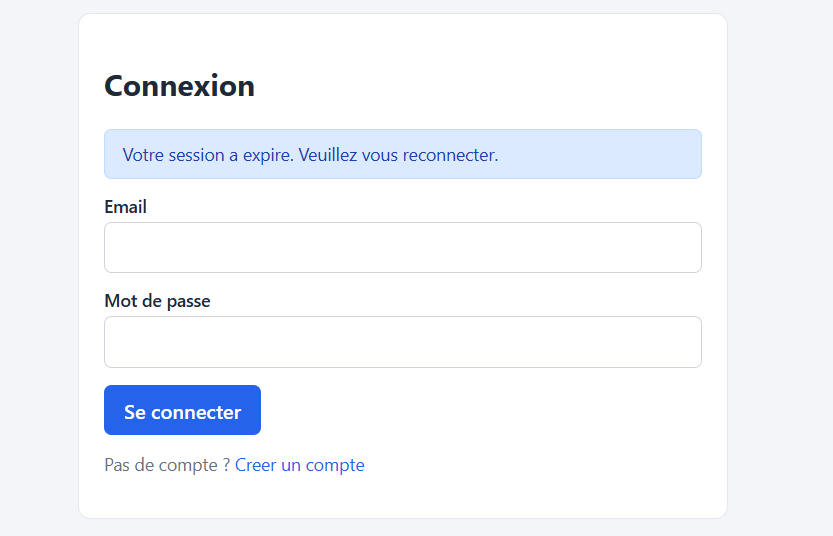 Connexion
Votre session a expire. Veuillez vous reconnecter.
Email
Mot de passe
Se connecter
Pas de compte ? Creer un compte